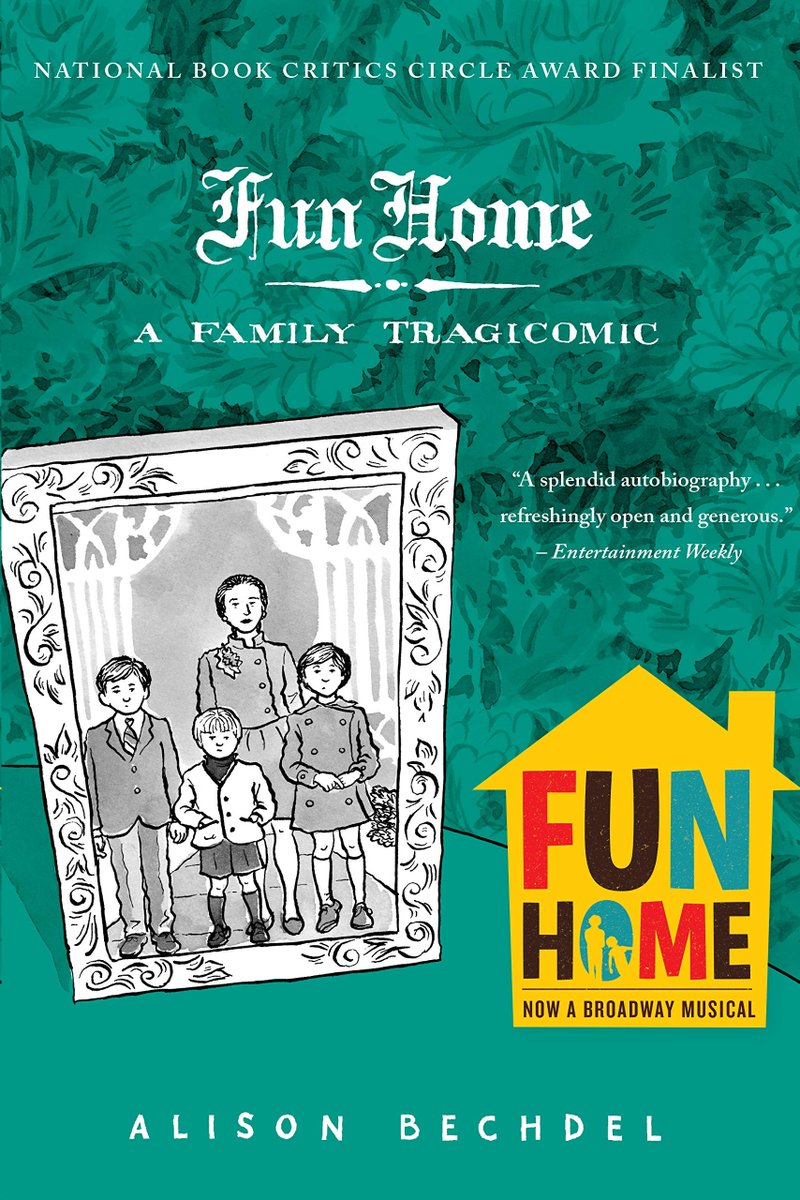 NATIONAL BOOK CRITICS CIRCLE AWARD FINALIST
Fun Home
A FAMILY TRAGICOMIC
“A splendid autobiography . . .
refreshingly open and generous.”
– Entertainment Weekly
FUN
HOME
NOW A BROADWAY MUSICAL
ALISON BECHDEL